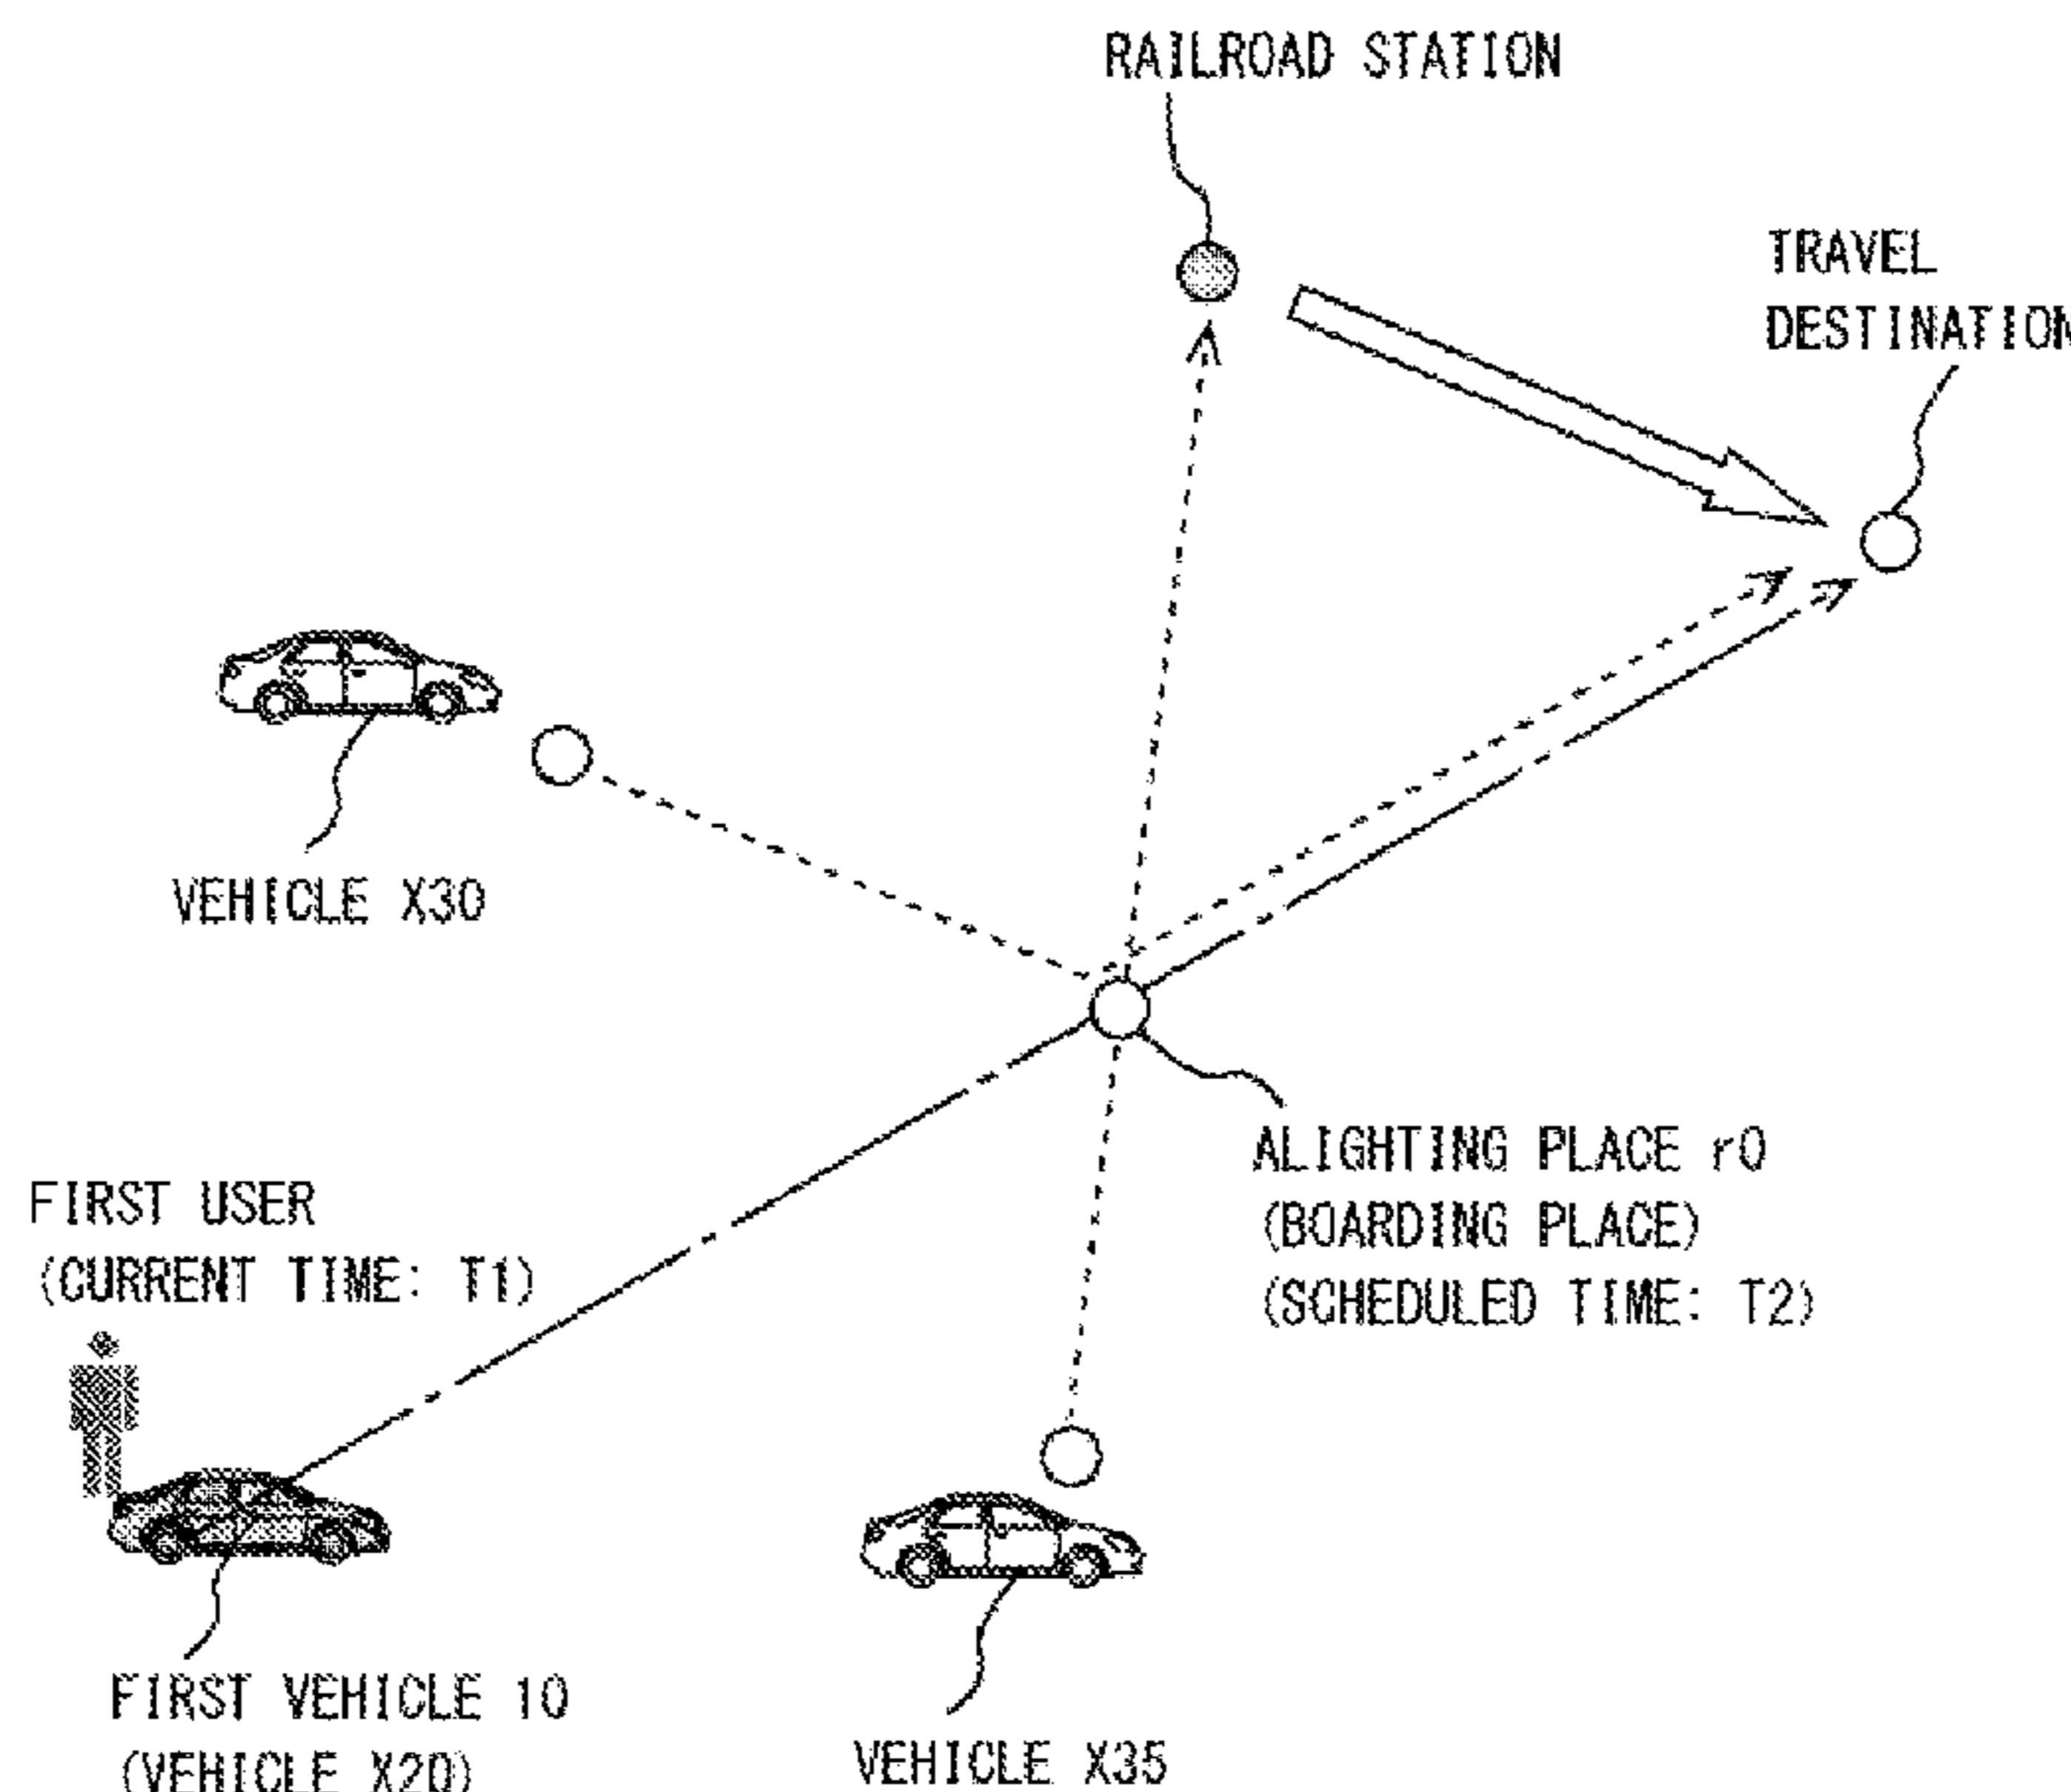 RAILROAD STATION
TRAVEL
DESTINATION
VEHICLE X30
ALIGHTING PLACE r0
(BOARDING PLACE)
(SCHEDULED TIME: T2)
FIRST USER
(CURRENT TIME: T1)
FIRST VEHICLE 10
(VEHICLE X20)
VEHICLE X35